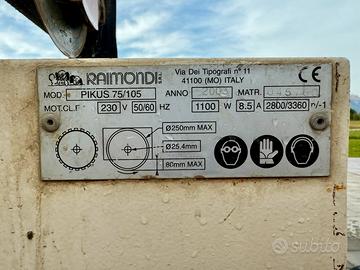 RAIMONDI
Via Dei Tipografi n° 11
41100 (MO) ITALY
CE
MOD. PIKUS 75/105 ANNO 2003 MATR.
MOT.CL.F 230 V 50/60 HZ 1100 W 8.5 A 2800/3360 n/-1
Ø250mm MAX
Ø25,4mm
80mm MAX
subito